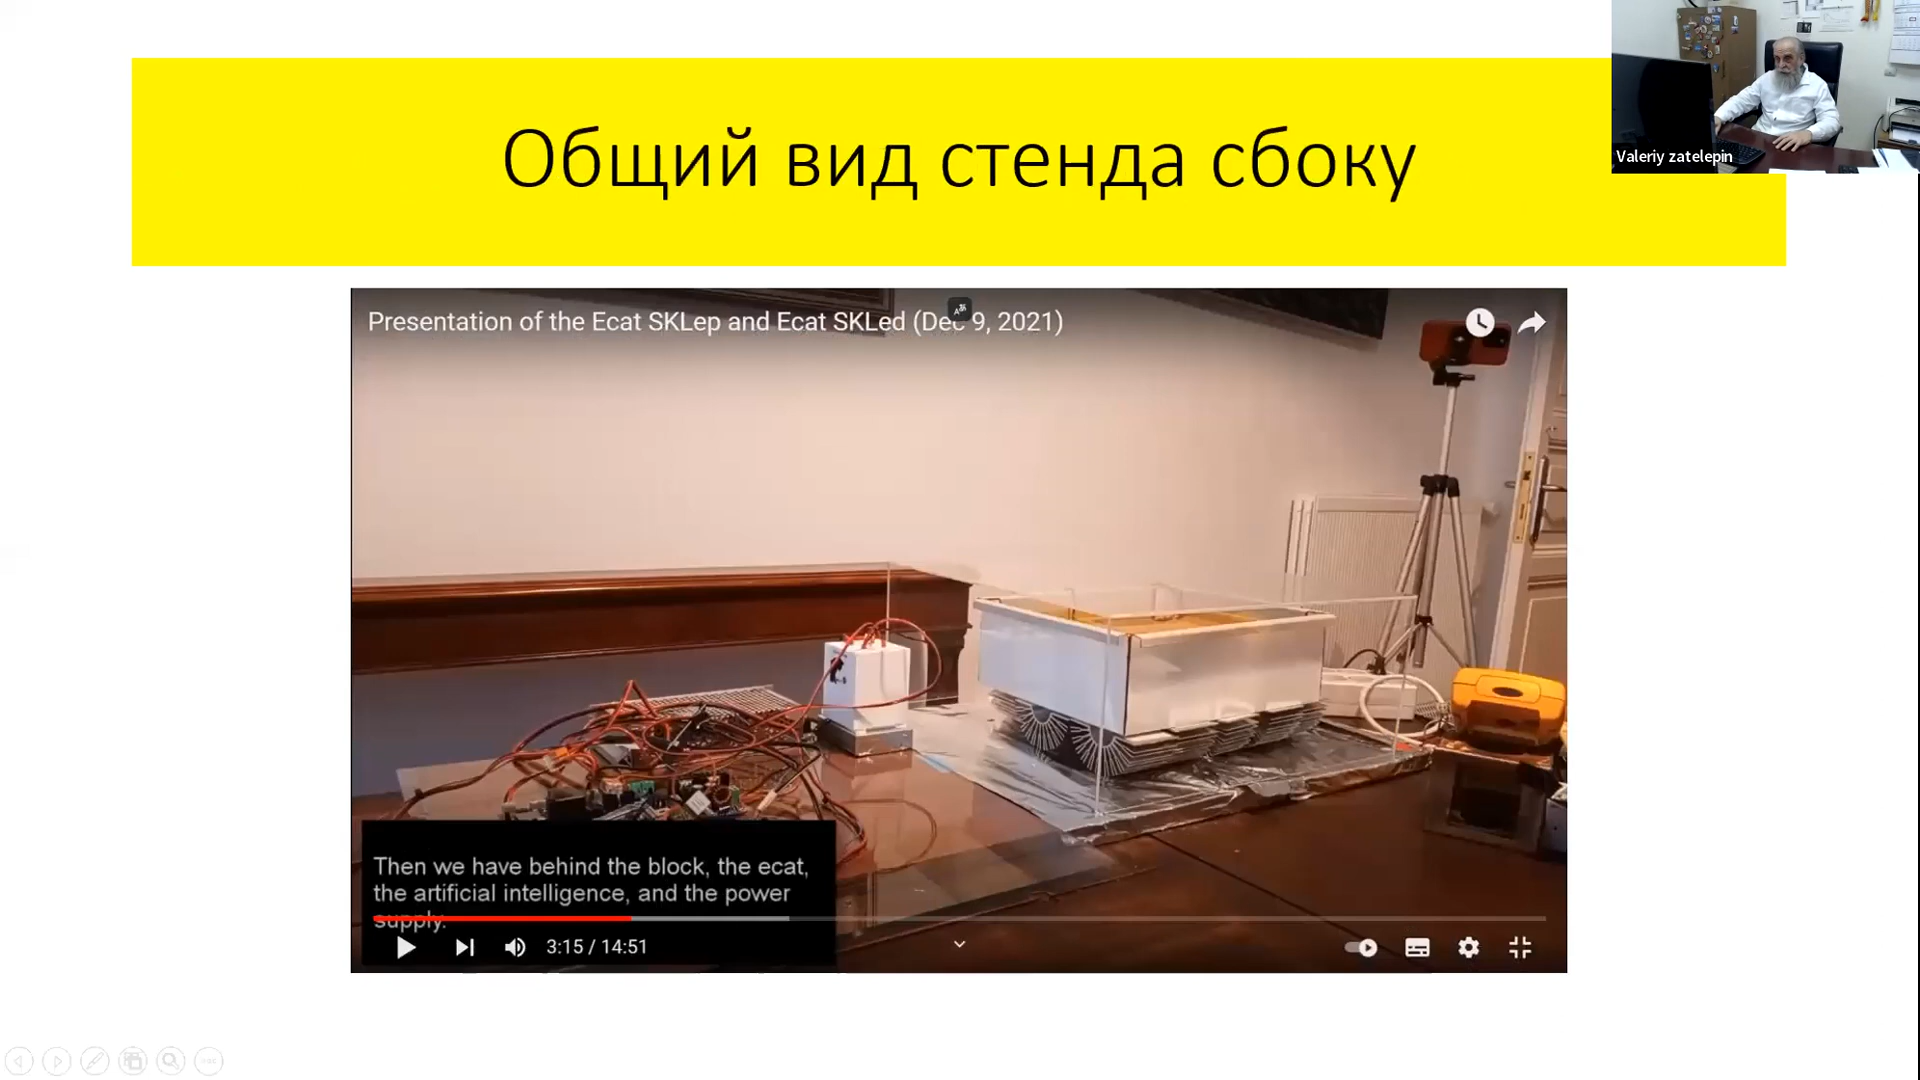 Общий вид стенда сбоку
Valeriy zatelepin
Presentation of the Ecat SKLep and Ecat SKLed (Dec 9, 2021)
Then we have behind the block, the ecat,
the artificial intelligence, and the power
supply.
3:15 / 14:51